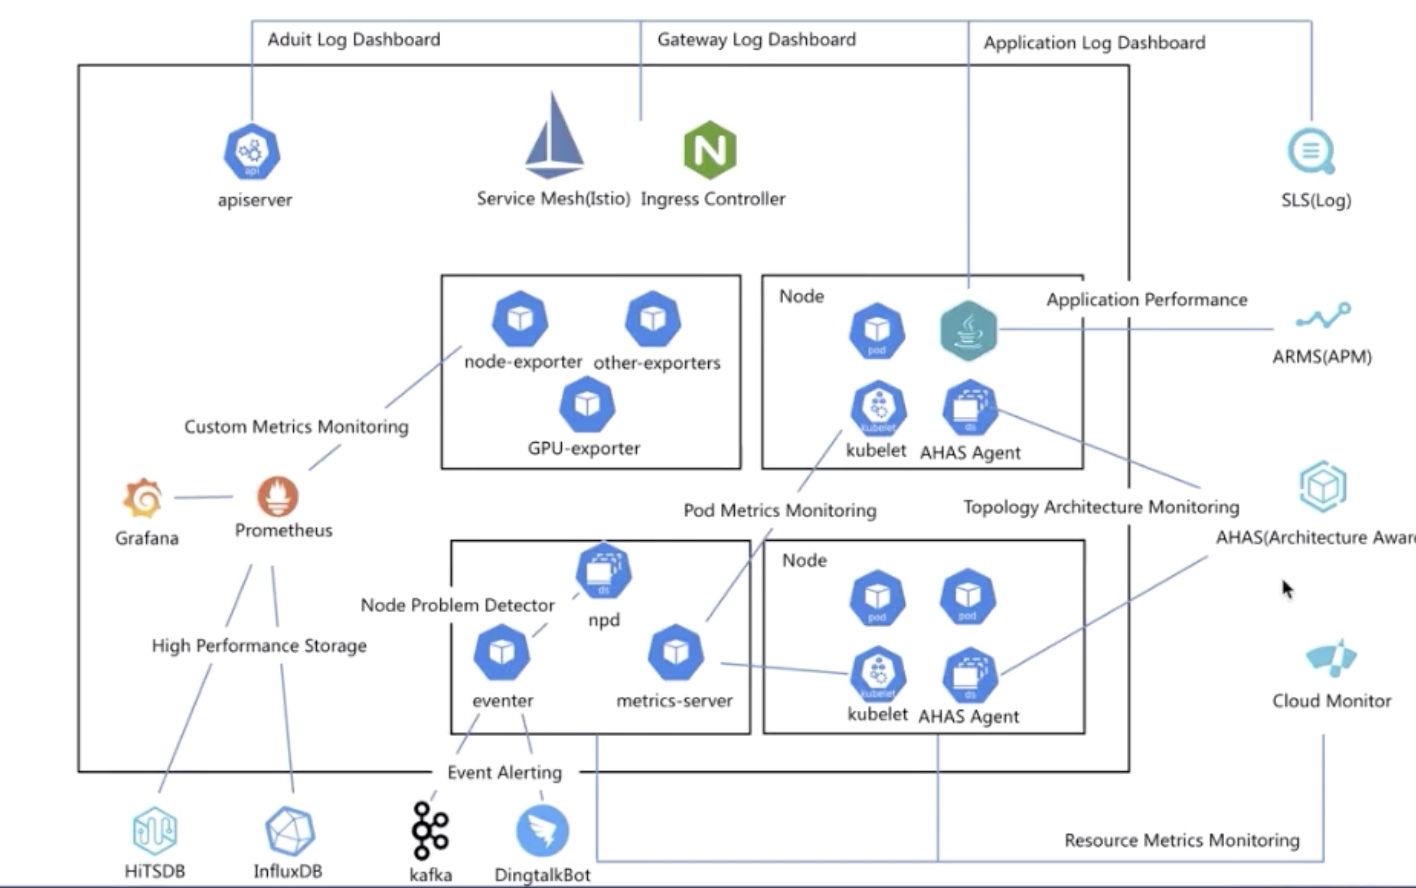 Aduit Log Dashboard
Gateway Log Dashboard
Application Log Dashboard
api
apiserver
Service Mesh(Istio)
Ingress Controller
SLS(Log)
node-exporter
other-exporters
GPU-exporter
Node
pod
kubelet
kubelet
ds
AHAS Agent
Application Performance
ARMS(APM)
Custom Metrics Monitoring
Grafana
Prometheus
Pod Metrics Monitoring
Topology Architecture Monitoring
AHAS(Architecture Awar
Node Problem Detector
ds
npd
eventer
metrics-server
Node
pod
pod
kubelet
kubelet
ds
AHAS Agent
High Performance Storage
Cloud Monitor
Event Alerting
Resource Metrics Monitoring
HiTSDB
InfluxDB
kafka
DingtalkBot